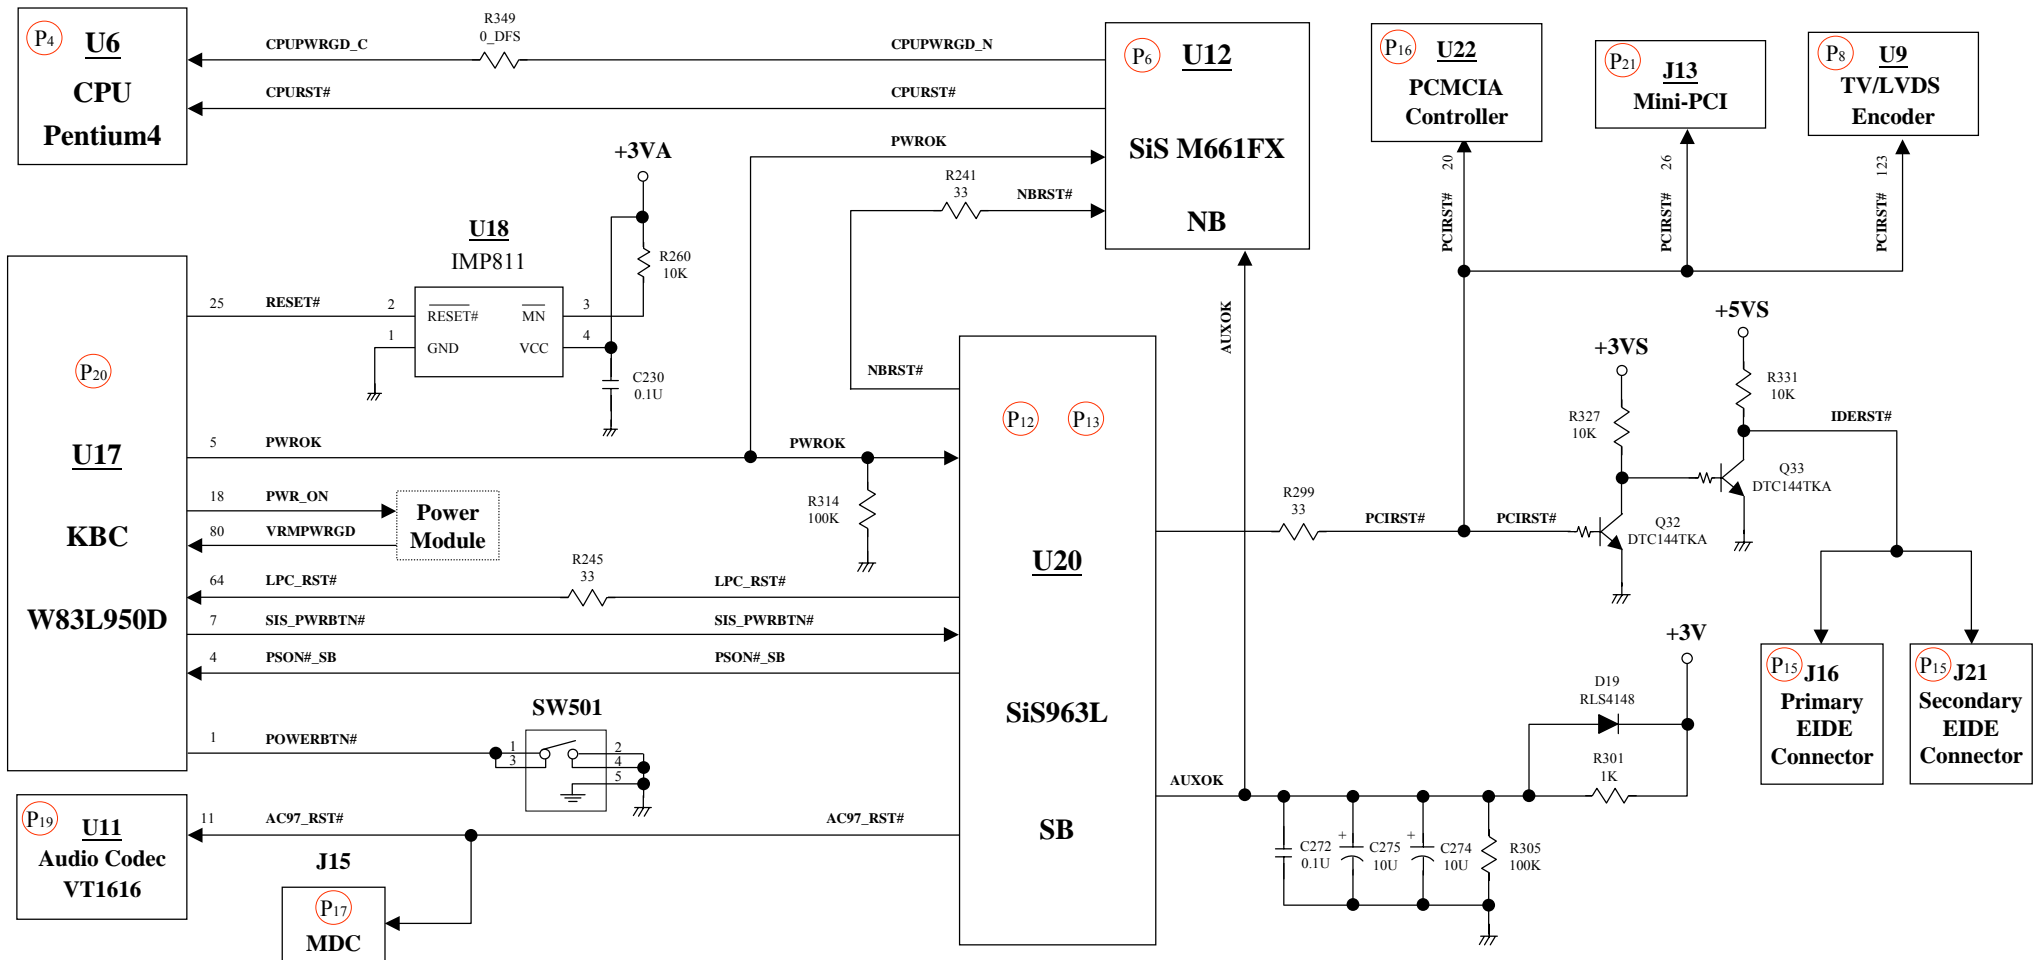 P4
U6
CPU
Pentium4
CPUPWRGD_C
R349
0_DFS
CPUPWRGD_N
CPURST#
CPURST#
P6
U12
SiS M661FX
NB
PWROK
R241
33
NBRST#
AUXOK
P16
U22
PCMCIA
Controller
20
PCIRST#
P21
J13
Mini-PCI
26
PCIRST#
P8
U9
TV/LVDS
Encoder
123
PCIRST#
+3VA
R260
10K
U18
IMP811
2
RESET#
MN
3
1
GND
VCC
4
C230
0.1U
P20
U17
KBC
W83L950D
25
RESET#
5
PWROK
PWROK
18
PWR_ON
80
VRMPWRGD
Power
Module
R314
100K
64
LPC_RST#
R245
33
LPC_RST#
7
SIS_PWRBTN#
SIS_PWRBTN#
4
PSON#_SB
PSON#_SB
1
POWERBTN#
SW501
1
3
2
4
5
P19
U11
Audio Codec
VT1616
11
AC97_RST#
AC97_RST#
J15
P17
MDC
NBRST#
P12
P13
U20
SiS963L
SB
R299
33
PCIRST#
PCIRST#
+3VS
R327
10K
Q32
DTC144TKA
+5VS
R331
10K
Q33
DTC144TKA
IDERST#
P15
J16
Primary
EIDE
Connector
P15
J21
Secondary
EIDE
Connector
+3V
D19
RLS4148
R301
1K
AUXOK
C272
0.1U
+
C275
10U
+
C274
10U
R305
100K